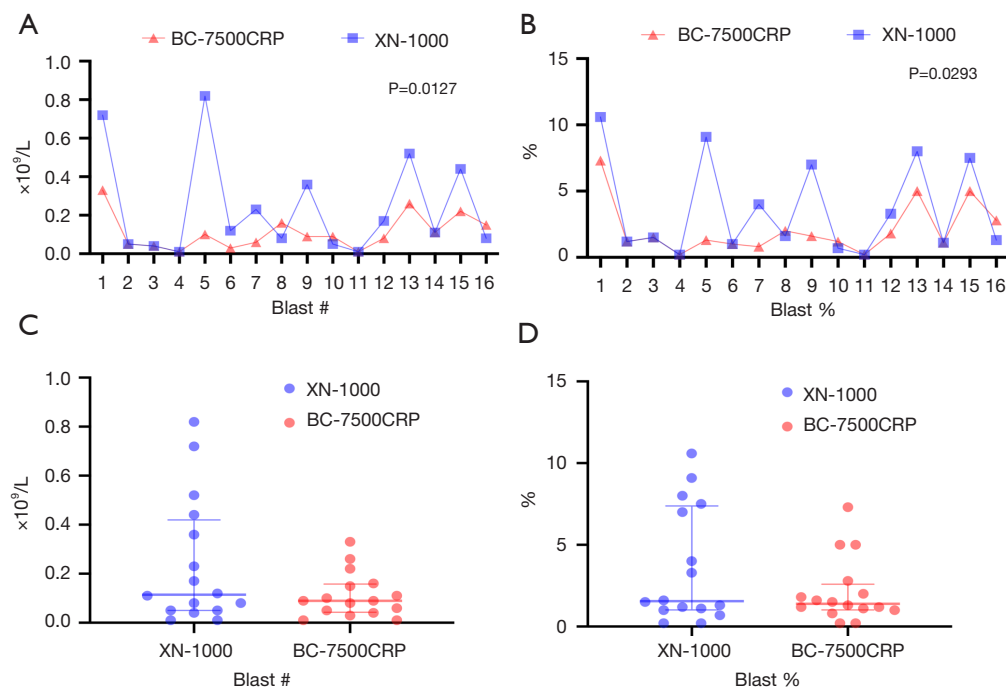 A
BC-7500CRP
XN-1000
P=0.0127
×10⁹/L
1.0
0.8
0.6
0.4
0.2
0.0
1 2 3 4 5 6 7 8 9 10 11 12 13 14 15 16
Blast #
B
BC-7500CRP
XN-1000
P=0.0293
%
15
10
5
0
1 2 3 4 5 6 7 8 9 10 11 12 13 14 15 16
Blast %
C
XN-1000
BC-7500CRP
×10⁹/L
1.0
0.8
0.6
0.4
0.2
0.0
XN-1000 BC-7500CRP
Blast #
D
XN-1000
BC-7500CRP
%
15
10
5
0
XN-1000 BC-7500CRP
Blast %